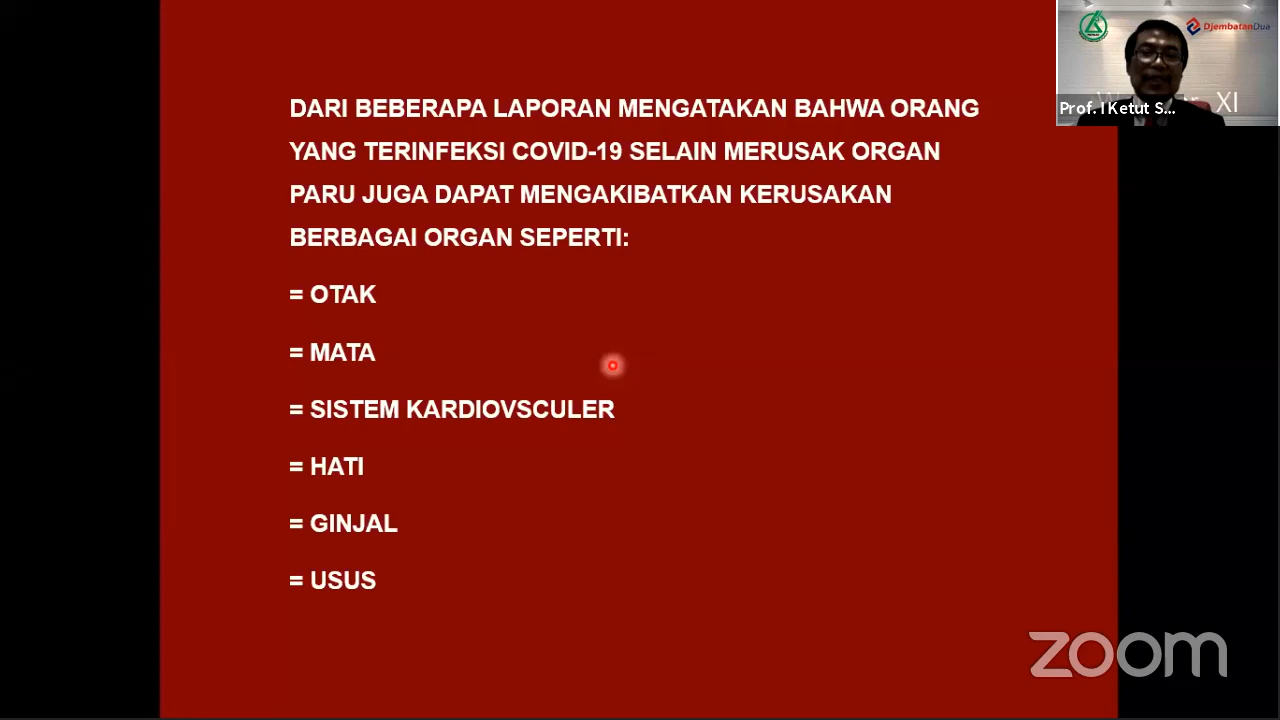 DARI BEBERAPA LAPORAN MENGATAKAN BAHWA ORANG
YANG TERINFEKSI COVID-19 SELAIN MERUSAK ORGAN
PARU JUGA DAPAT MENGAKIBATKAN KERUSAKAN
BERBAGAI ORGAN SEPERTI:
= OTAK
= MATA
= SISTEM KARDIOVSCULER
= HATI
= GINJAL
= USUS
DjembatanDua
XI
Prof. I Ketut S...
zoom